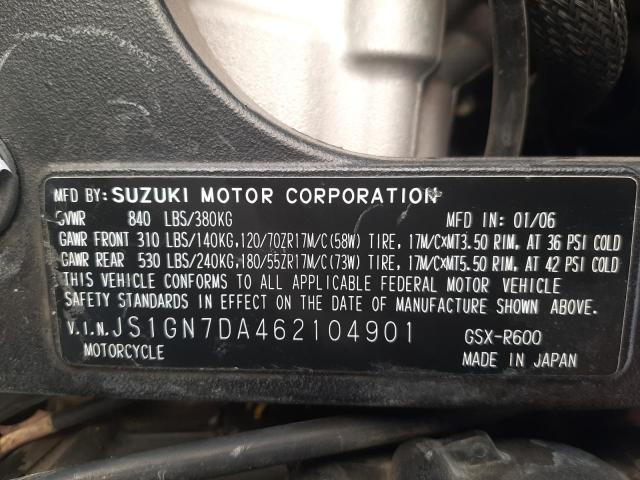 MFD BY: SUZUKI MOTOR CORPORATION
GVWR 840 LBS/380KG MFD IN: 01/06
GAWR FRONT 310 LBS/140KG,120/70ZR17M/C(58W) TIRE, 17M/C×MT3.50 RIM, AT 36 PSI COLD
GAWR REAR 530 LBS/240KG,180/55ZR17M/C(73W) TIRE, 17M/C×MT5.50 RIM, AT 42 PSI COLD
THIS VEHICLE CONFORMS TO ALL APPLICABLE FEDERAL MOTOR VEHICLE
SAFETY STANDARDS IN EFFECT ON THE DATE OF MANUFACTURE SHOWN ABOVE.
V.I.N. JS1GN7DA462104901 GSX-R600
MOTORCYCLE MADE IN JAPAN